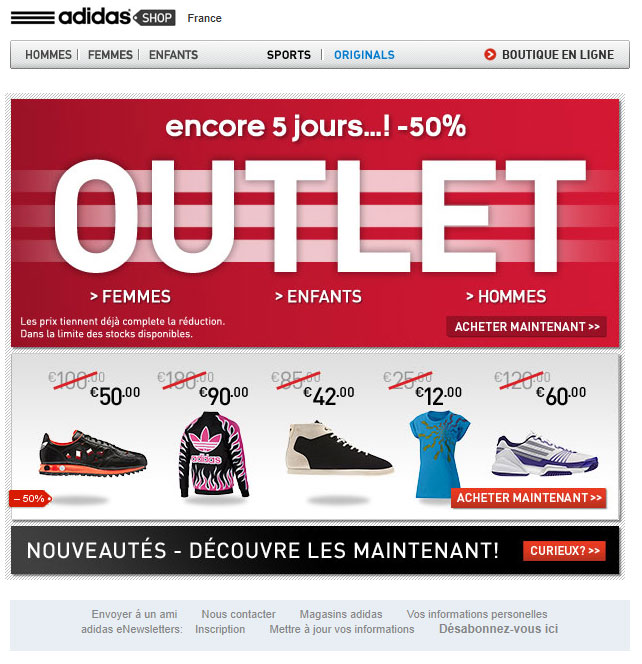 adidas SHOP France
HOMMES | FEMMES | ENFANTS SPORTS | ORIGINALS BOUTIQUE EN LIGNE
encore 5 jours...! -50%
OUTLET
> FEMMES > ENFANTS > HOMMES
Les prix tiennent déjà complete la réduction.
Dans la limite des stocks disponibles.
ACHETER MAINTENANT >>
€100.00 €180.00 €85.00 €25.00 €120.00
€50.00 €90.00 €42.00 €12.00 €60.00
adidas
– 50%
ACHETER MAINTENANT >>
NOUVEAUTÉS - DÉCOUVRE LES MAINTENANT! CURIEUX? >>
Envoyer á un ami Nous contacter Magasins adidas Vos informations personelles
adidas eNewsletters: Inscription Mettre à jour vos informations Désabonnez-vous ici